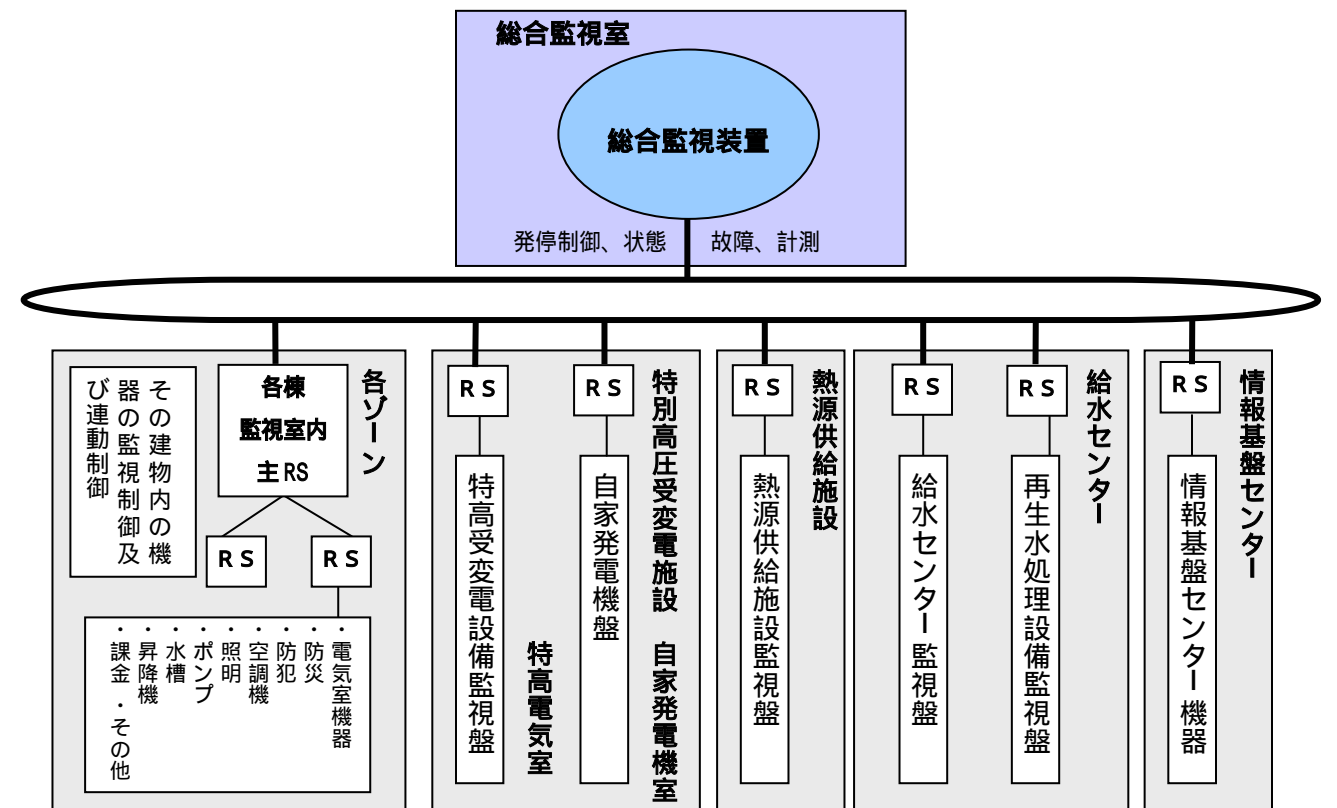 総合監視室
総合監視装置
発停制御、状態
故障、計測
その建物内の機
器の監視制御及
び連動制御
各棟
監視室内
主RS
各ゾーン
RS
RS
・電気室機器
・防災
・防犯
・空調機
・照明
・ポンプ
・水槽
・昇降機
・課金・その他
RS
特高受変電設備監視盤
特高電気室
RS
自家発電機盤
特別高圧受変電施設 自家発電機室
RS
熱源供給施設監視盤
熱源供給施設
RS
給水センター監視盤
RS
再生水処理設備監視盤
給水センター
RS
情報基盤センター機器
情報基盤センター